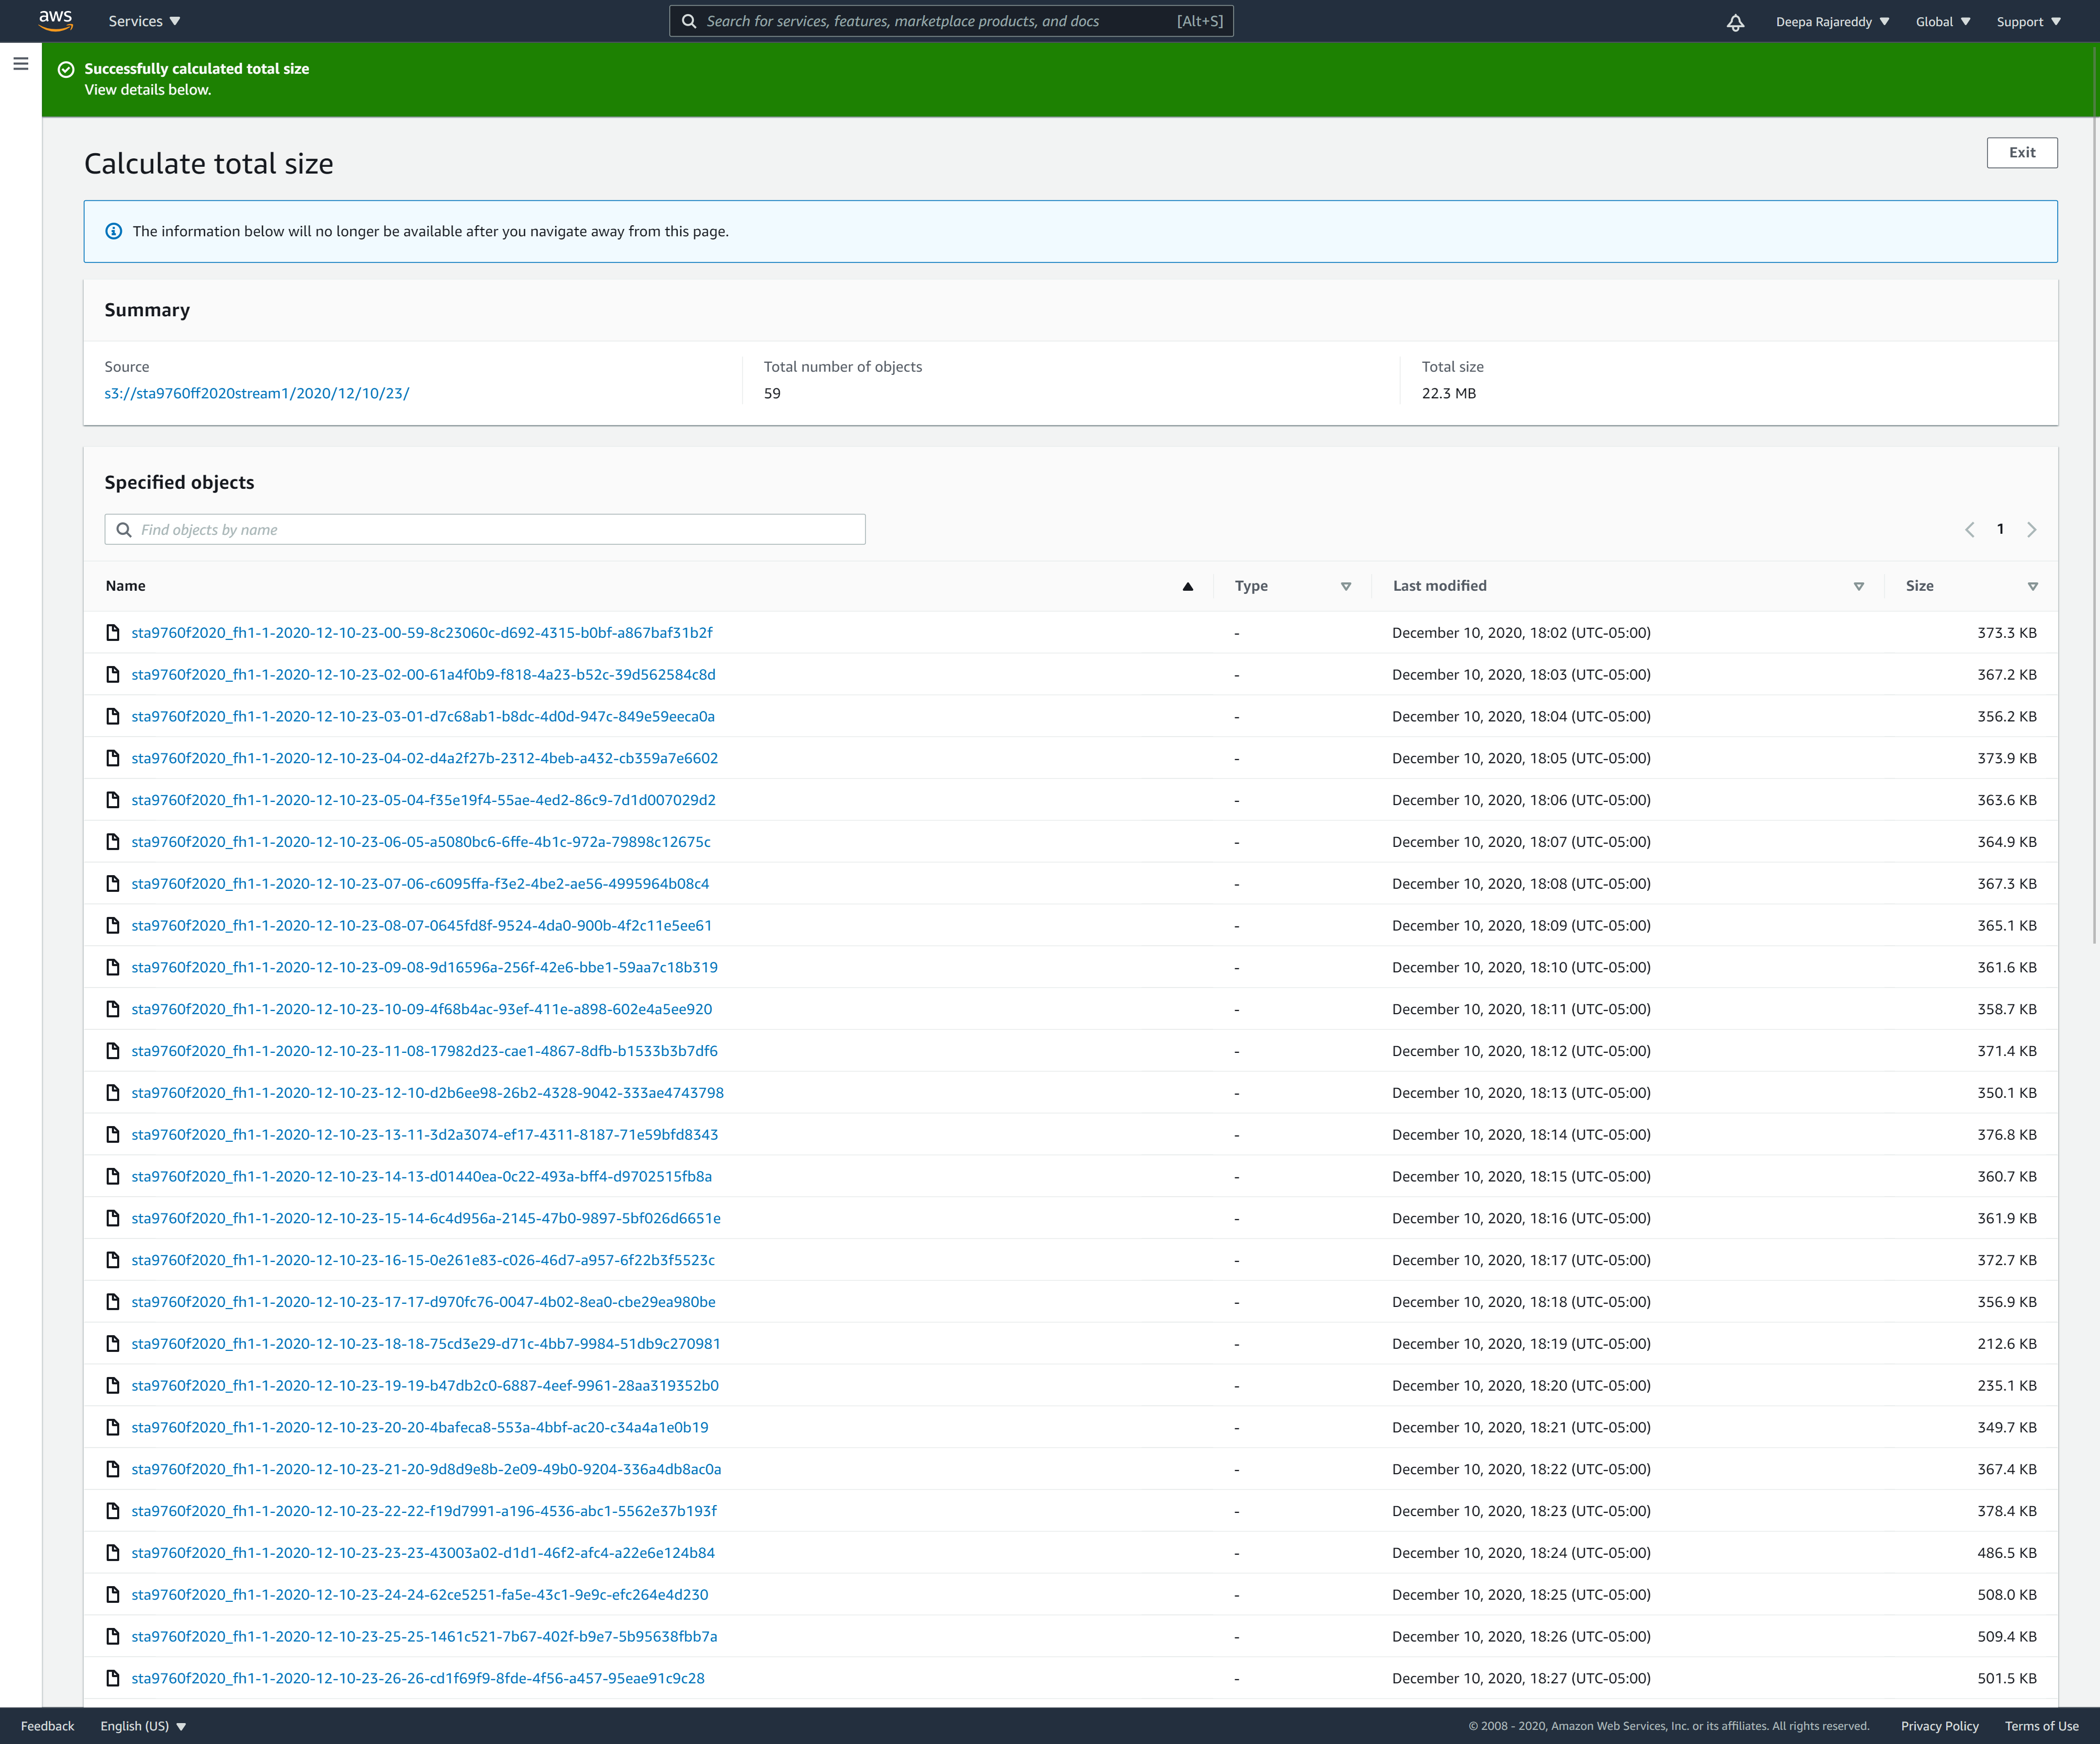 aws Services Search for services, features, marketplace products, and docs [Alt+S] Deepa Rajareddy Global Support
Successfully calculated total size
View details below.
Calculate total size Exit
The information below will no longer be available after you navigate away from this page.
Summary
Source Total number of objects Total size
s3://sta9760ff2020stream1/2020/12/10/23/ 59 22.3 MB
Specified objects
Find objects by name 1
Name Type Last modified Size
sta9760f2020_fh1-1-2020-12-10-23-00-59-8c23060c-d692-4315-b0bf-a867baf31b2f - December 10, 2020, 18:02 (UTC-05:00) 373.3 KB
sta9760f2020_fh1-1-2020-12-10-23-02-00-61a4f0b9-f818-4a23-b52c-39d562584c8d - December 10, 2020, 18:03 (UTC-05:00) 367.2 KB
sta9760f2020_fh1-1-2020-12-10-23-03-01-d7c68ab1-b8dc-4d0d-947c-849e59eeca0a - December 10, 2020, 18:04 (UTC-05:00) 356.2 KB
sta9760f2020_fh1-1-2020-12-10-23-04-02-d4a2f27b-2312-4beb-a432-cb359a7e6602 - December 10, 2020, 18:05 (UTC-05:00) 373.9 KB
sta9760f2020_fh1-1-2020-12-10-23-05-04-f35e19f4-55ae-4ed2-86c9-7d1d007029d2 - December 10, 2020, 18:06 (UTC-05:00) 363.6 KB
sta9760f2020_fh1-1-2020-12-10-23-06-05-a5080bc6-6ffe-4b1c-972a-79898c12675c - December 10, 2020, 18:07 (UTC-05:00) 364.9 KB
sta9760f2020_fh1-1-2020-12-10-23-07-06-c6095ffa-f3e2-4be2-ae56-4995964b08c4 - December 10, 2020, 18:08 (UTC-05:00) 367.3 KB
sta9760f2020_fh1-1-2020-12-10-23-08-07-0645fd8f-9524-4da0-900b-4f2c11e5ee61 - December 10, 2020, 18:09 (UTC-05:00) 365.1 KB
sta9760f2020_fh1-1-2020-12-10-23-09-08-9d16596a-256f-42e6-bbe1-59aa7c18b319 - December 10, 2020, 18:10 (UTC-05:00) 361.6 KB
sta9760f2020_fh1-1-2020-12-10-23-10-09-4f68b4ac-93ef-411e-a898-602e4a5ee920 - December 10, 2020, 18:11 (UTC-05:00) 358.7 KB
sta9760f2020_fh1-1-2020-12-10-23-11-08-17982d23-cae1-4867-8dfb-b1533b3b7df6 - December 10, 2020, 18:12 (UTC-05:00) 371.4 KB
sta9760f2020_fh1-1-2020-12-10-23-12-10-d2b6ee98-26b2-4328-9042-333ae4743798 - December 10, 2020, 18:13 (UTC-05:00) 350.1 KB
sta9760f2020_fh1-1-2020-12-10-23-13-11-3d2a3074-ef17-4311-8187-71e59bfd8343 - December 10, 2020, 18:14 (UTC-05:00) 376.8 KB
sta9760f2020_fh1-1-2020-12-10-23-14-13-d01440ea-0c22-493a-bff4-d9702515fb8a - December 10, 2020, 18:15 (UTC-05:00) 360.7 KB
sta9760f2020_fh1-1-2020-12-10-23-15-14-6c4d956a-2145-47b0-9897-5bf026d6651e - December 10, 2020, 18:16 (UTC-05:00) 361.9 KB
sta9760f2020_fh1-1-2020-12-10-23-16-15-0e261e83-c026-46d7-a957-6f22b3f5523c - December 10, 2020, 18:17 (UTC-05:00) 372.7 KB
sta9760f2020_fh1-1-2020-12-10-23-17-17-d970fc76-0047-4b02-8ea0-cbe29ea980be - December 10, 2020, 18:18 (UTC-05:00) 356.9 KB
sta9760f2020_fh1-1-2020-12-10-23-18-18-75cd3e29-d71c-4bb7-9984-51db9c270981 - December 10, 2020, 18:19 (UTC-05:00) 212.6 KB
sta9760f2020_fh1-1-2020-12-10-23-19-19-b47db2c0-6887-4eef-9961-28aa319352b0 - December 10, 2020, 18:20 (UTC-05:00) 235.1 KB
sta9760f2020_fh1-1-2020-12-10-23-20-20-4bafeca8-553a-4bbf-ac20-c34a4a1e0b19 - December 10, 2020, 18:21 (UTC-05:00) 349.7 KB
sta9760f2020_fh1-1-2020-12-10-23-21-20-9d8d9e8b-2e09-49b0-9204-336a4db8ac0a - December 10, 2020, 18:22 (UTC-05:00) 367.4 KB
sta9760f2020_fh1-1-2020-12-10-23-22-22-f19d7991-a196-4536-abc1-5562e37b193f - December 10, 2020, 18:23 (UTC-05:00) 378.4 KB
sta9760f2020_fh1-1-2020-12-10-23-23-23-43003a02-d1d1-46f2-afc4-a22e6e124b84 - December 10, 2020, 18:24 (UTC-05:00) 486.5 KB
sta9760f2020_fh1-1-2020-12-10-23-24-24-62ce5251-fa5e-43c1-9e9c-efc264e4d230 - December 10, 2020, 18:25 (UTC-05:00) 508.0 KB
sta9760f2020_fh1-1-2020-12-10-23-25-25-1461c521-7b67-402f-b9e7-5b95638fbb7a - December 10, 2020, 18:26 (UTC-05:00) 509.4 KB
sta9760f2020_fh1-1-2020-12-10-23-26-26-cd1f69f9-8fde-4f56-a457-95eae91c9c28 - December 10, 2020, 18:27 (UTC-05:00) 501.5 KB
Feedback English (US) © 2008 - 2020, Amazon Web Services, Inc. or its affiliates. All rights reserved. Privacy Policy Terms of Use